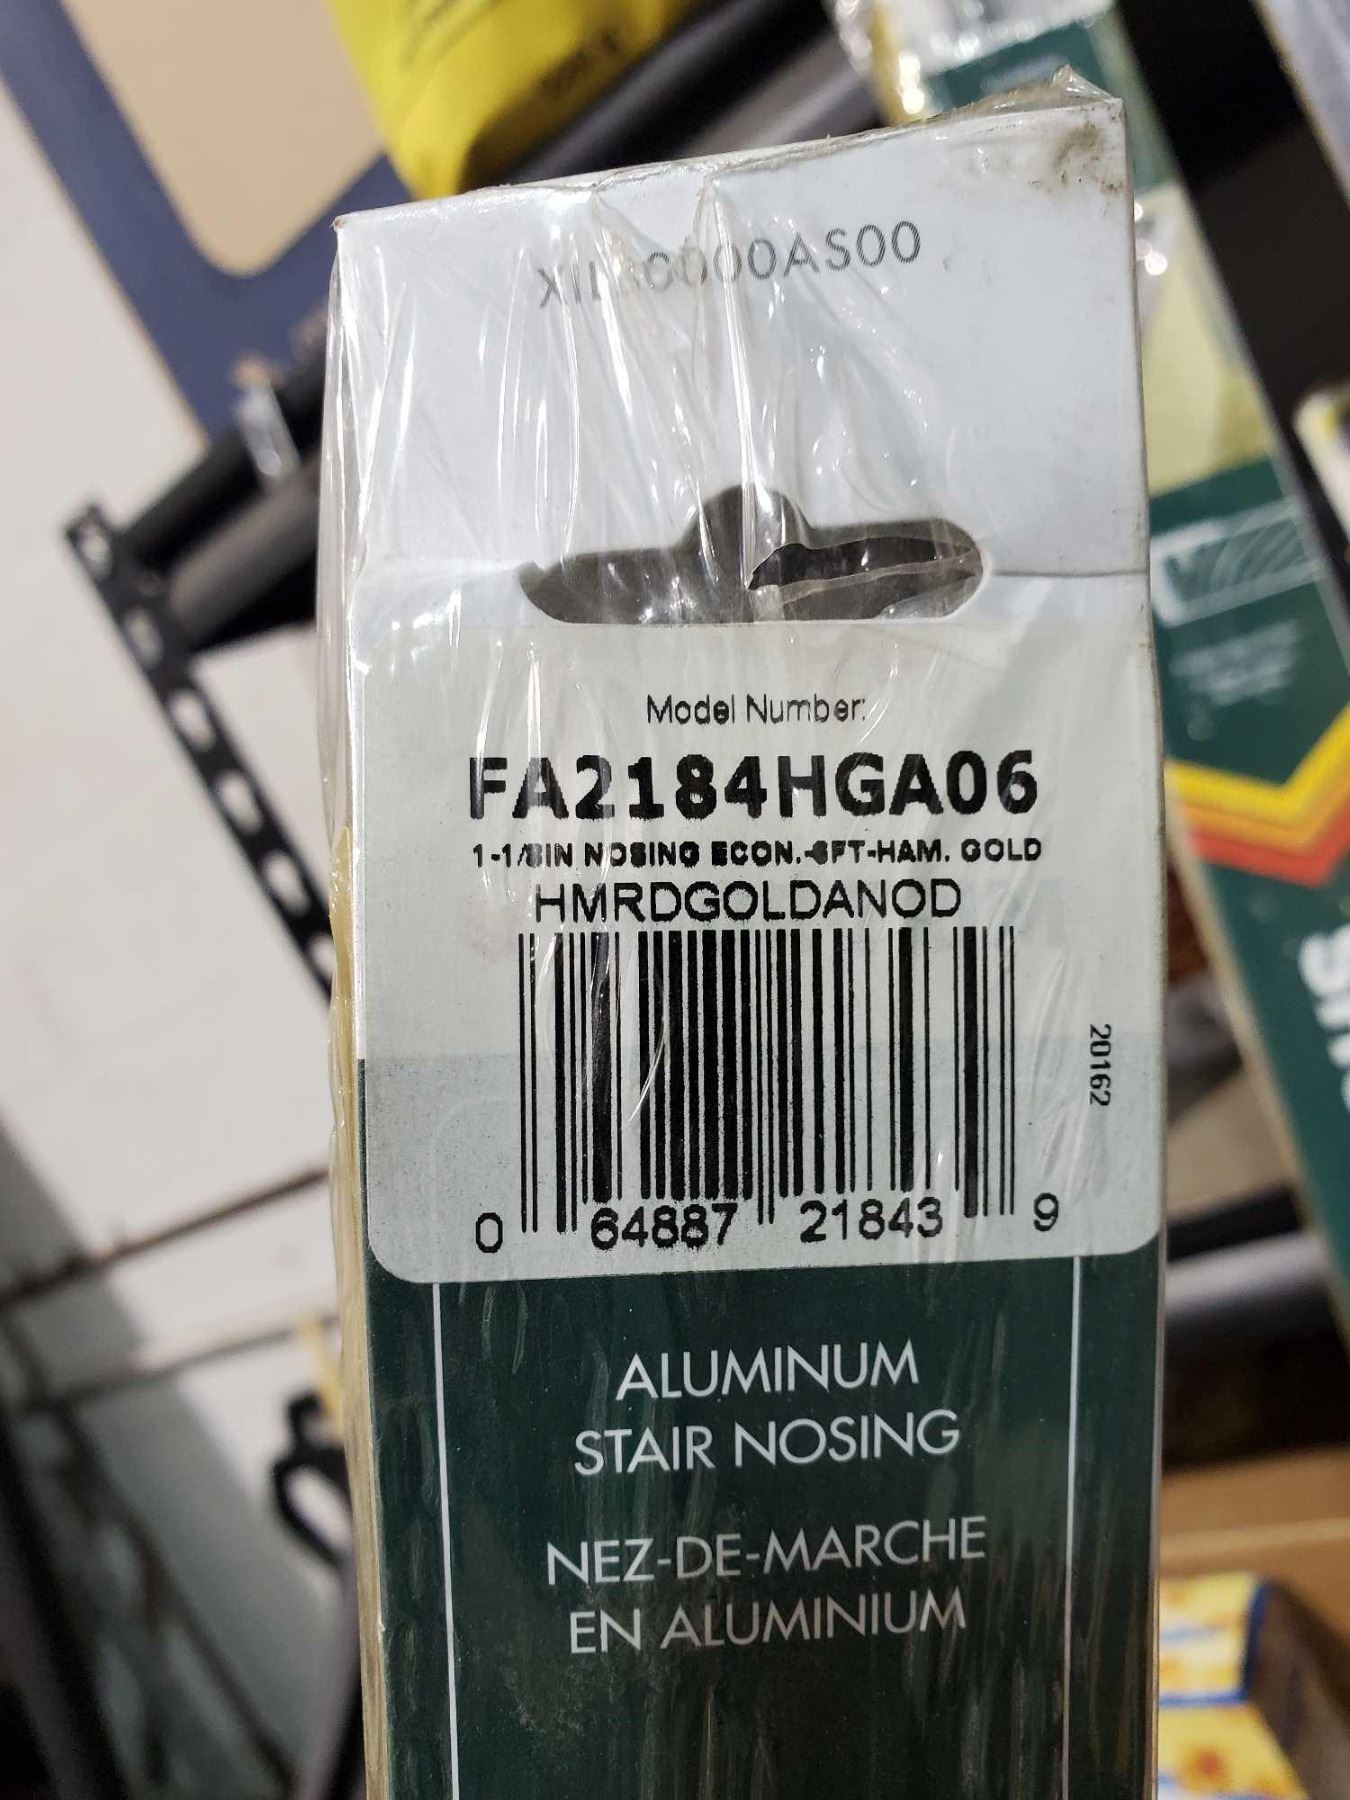 Model Number:
FA2184HGA06
1-1/8IN NOSING ECON.-6FT-HAM. GOLD
HMRDGOLDANOD
20162
0 64887 21843 9
ALUMINUM
STAIR NOSING
NEZ-DE-MARCHE
EN ALUMINIUM